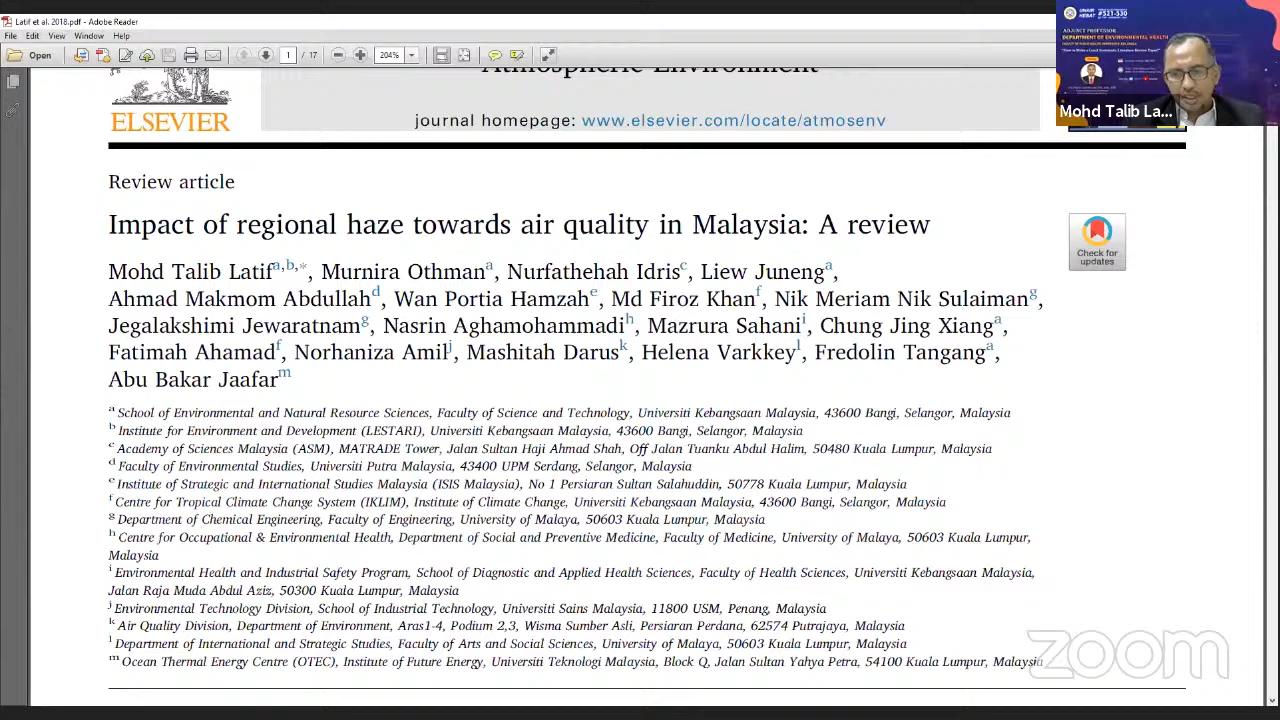 Latif et al. 2018.pdf - Adobe Reader
File Edit View Window Help
Open 1 17
ELSEVIER
journal homepage: www.elsevier.com/locate/atmosenv
Review article
Impact of regional haze towards air quality in Malaysia: A review
Check for
updates
Mohd Talib Latif a,b,*, Murnira Othman a, Nurfathehah Idris c, Liew Juneng a,
Ahmad Makmom Abdullah d, Wan Portia Hamzah e, Md Firoz Khan f, Nik Meriam Nik Sulaiman g,
Jegalakshimi Jewaratnam g, Nasrin Aghamohammadi h, Mazrura Sahani i, Chung Jing Xiang a,
Fatimah Ahamad f, Norhaniza Amil j, Mashitah Darus k, Helena Varkkey l, Fredolin Tangang a,
Abu Bakar Jaafar m
a School of Environmental and Natural Resource Sciences, Faculty of Science and Technology, Universiti Kebangsaan Malaysia, 43600 Bangi, Selangor, Malaysia
b Institute for Environment and Development (LESTARI), Universiti Kebangsaan Malaysia, 43600 Bangi, Selangor, Malaysia
c Academy of Sciences Malaysia (ASM), MATRADE Tower, Jalan Sultan Haji Ahmad Shah, Off Jalan Tuanku Abdul Halim, 50480 Kuala Lumpur, Malaysia
d Faculty of Environmental Studies, Universiti Putra Malaysia, 43400 UPM Serdang, Selangor, Malaysia
e Institute of Strategic and International Studies Malaysia (ISIS Malaysia), No 1 Persiaran Sultan Salahuddin, 50778 Kuala Lumpur, Malaysia
f Centre for Tropical Climate Change System (IKLIM), Institute of Climate Change, Universiti Kebangsaan Malaysia, 43600 Bangi, Selangor, Malaysia
g Department of Chemical Engineering, Faculty of Engineering, University of Malaya, 50603 Kuala Lumpur, Malaysia
h Centre for Occupational & Environmental Health, Department of Social and Preventive Medicine, Faculty of Medicine, University of Malaya, 50603 Kuala Lumpur,
Malaysia
i Environmental Health and Industrial Safety Program, School of Diagnostic and Applied Health Sciences, Faculty of Health Sciences, Universiti Kebangsaan Malaysia,
Jalan Raja Muda Abdul Aziz, 50300 Kuala Lumpur, Malaysia
j Environmental Technology Division, School of Industrial Technology, Universiti Sains Malaysia, 11800 USM, Penang, Malaysia
k Air Quality Division, Department of Environment, Aras1-4, Podium 2,3, Wisma Sumber Asli, Persiaran Perdana, 62574 Putrajaya, Malaysia
l Department of International and Strategic Studies, Faculty of Arts and Social Sciences, University of Malaya, 50603 Kuala Lumpur, Malaysia
m Ocean Thermal Energy Centre (OTEC), Institute of Future Energy, Universiti Teknologi Malaysia, Block Q, Jalan Sultan Yahya Petra, 54100 Kuala Lumpur, Malaysia
zoom
UNAIR
HEBAT
#521-530
ADJUNCT PROFESSOR
DEPARTMENT OF ENVIRONMENTAL HEALTH
Mohd Talib La...